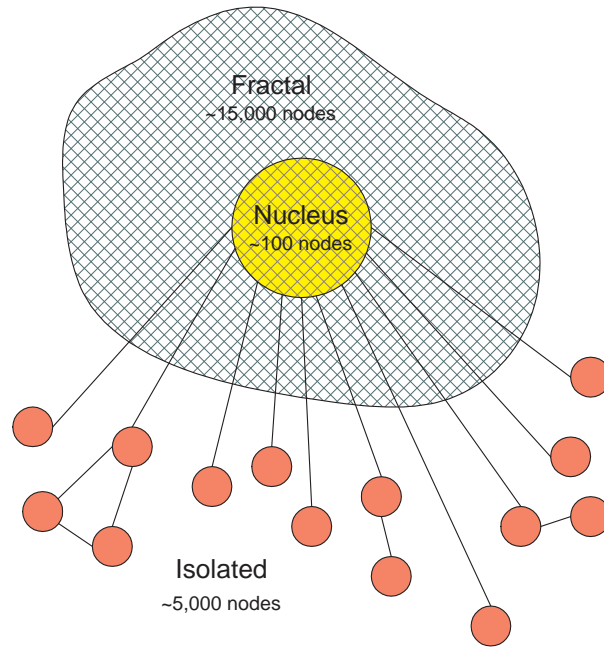 Fractal
~15,000 nodes
Nucleus
~100 nodes
Isolated
~5,000 nodes